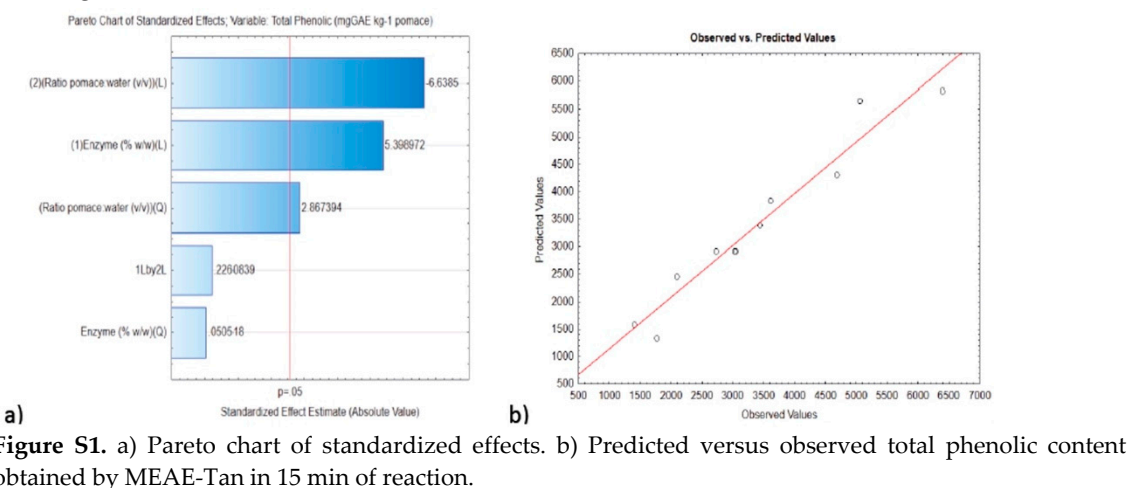 Pareto Chart of Standardized Effects; Variable: Total Phenolic (mgGAE kg-1 pomace)
(2)(Ratio pomace:water (v/v))(L)
-6.6385
(1)Enzyme (% w/w)(L)
5.398972
(Ratio pomace:water (v/v))(Q)
2.867394
1Lby2L
.2260839
Enzyme (% w/w)(Q)
.050518
p=.05
Standardized Effect Estimate (Absolute Value)
a)
Observed vs. Predicted Values
6500
6000
5500
5000
4500
4000
3500
3000
2500
2000
1500
1000
500
Predicted Values
500 1000 1500 2000 2500 3000 3500 4000 4500 5000 5500 6000 6500 7000
Observed Values
b)
Figure S1. a) Pareto chart of standardized effects. b) Predicted versus observed total phenolic content
obtained by MEAE-Tan in 15 min of reaction.